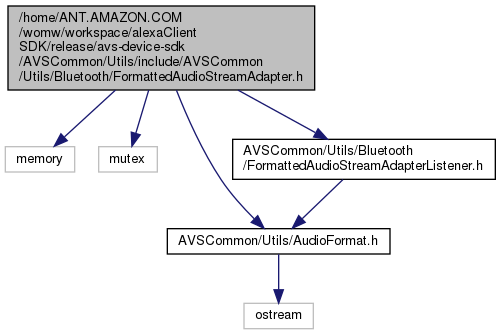 /home/ANT.AMAZON.COM
/womw/workspace/alexaClient
SDK/release/avs-device-sdk
/AVSCommon/Utils/include/AVSCommon
/Utils/Bluetooth/FormattedAudioStreamAdapter.h
memory
mutex
AVSCommon/Utils/Bluetooth
/FormattedAudioStreamAdapterListener.h
AVSCommon/Utils/AudioFormat.h
ostream